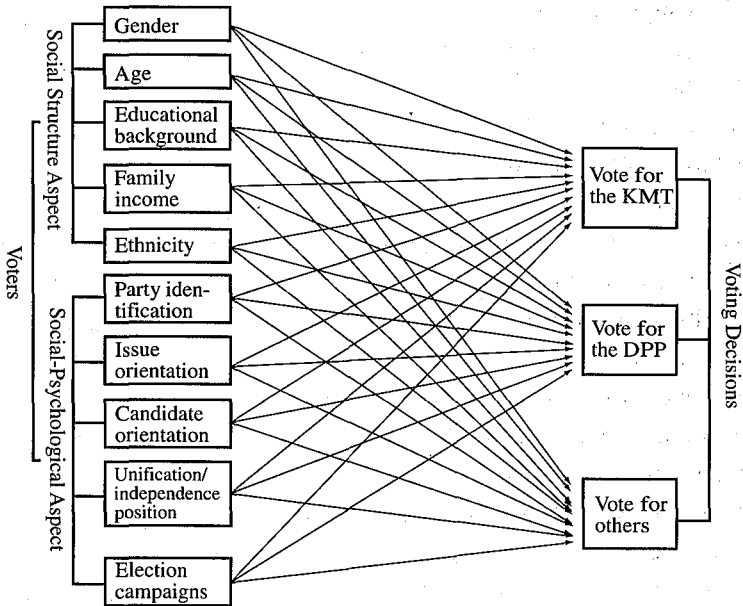 Voters
Social Structure Aspect
Gender
Age
Educational
background
Family
income
Ethnicity
Social-Psychological Aspect
Party iden-
tification
Issue
orientation
Candidate
orientation
Unification/
independence
position
Election
campaigns
Vote for
the KMT
Vote for
the DPP
Vote for
others
Voting Decisions